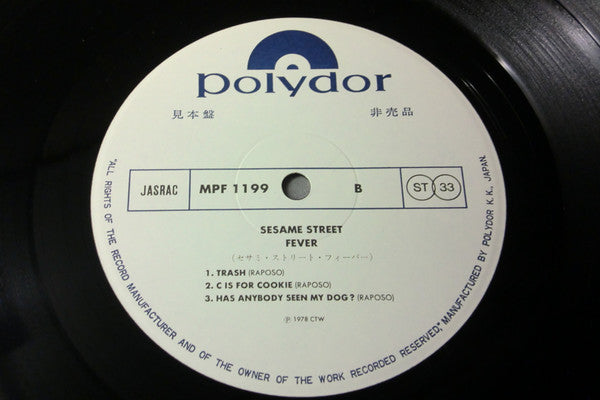 polydor
見本盤 非売品
JASRAC MPF 1199 B ST 33
SESAME STREET
FEVER
(セサミ・ストリート・フィーバー)
1. TRASH (RAPOSO)
2. C IS FOR COOKIE (RAPOSO)
3. HAS ANYBODY SEEN MY DOG? (RAPOSO)
℗ 1978 CTW
"ALL RIGHTS OF THE RECORD MANUFACTURER AND OF THE OWNER OF THE WORK RECORDED RESERVED," MANUFACTURED BY POLYDOR K.K., JAPAN.